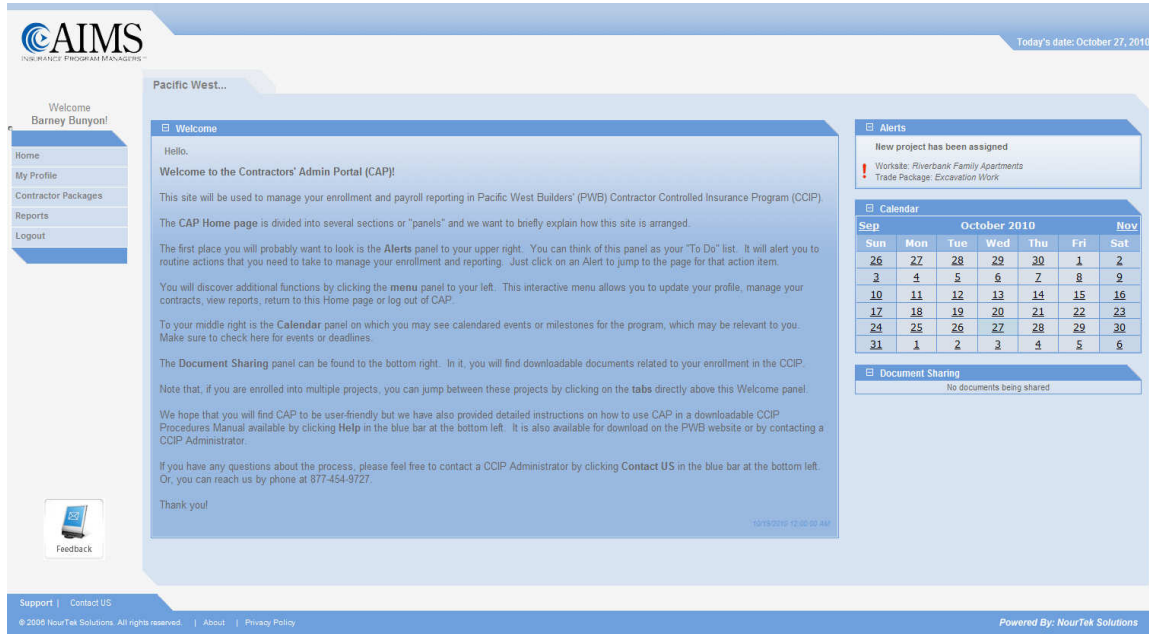 AIMS
INSURANCE PROGRAM MANAGERS
Today's date: October 27, 2010
Pacific West...
Welcome
Barney Bunyon!
Home
My Profile
Contractor Packages
Reports
Logout
Feedback
Welcome
Hello.
Welcome to the Contractors' Admin Portal (CAP)!
This site will be used to manage your enrollment and payroll reporting in Pacific West Builders' (PWB) Contractor Controlled Insurance Program (CCIP).
The CAP Home page is divided into several sections or "panels" and we want to briefly explain how this site is arranged.
The first place you will probably want to look is the Alerts panel to your upper right. You can think of this panel as your "To Do" list. It will alert you to
routine actions that you need to take to manage your enrollment and reporting. Just click on an Alert to jump to the page for that action item.
You will discover additional functions by clicking the menu panel to your left. This interactive menu allows you to update your profile, manage your
contracts, view reports, return to this Home page or log out of CAP.
To your middle right is the Calendar panel on which you may see calendared events or milestones for the program, which may be relevant to you.
Make sure to check here for events or deadlines.
The Document Sharing panel can be found to the bottom right. In it, you will find downloadable documents related to your enrollment in the CCIP.
Note that, if you are enrolled into multiple projects, you can jump between these projects by clicking on the tabs directly above this Welcome panel.
We hope that you will find CAP to be user-friendly but we have also provided detailed instructions on how to use CAP in a downloadable CCIP
Procedures Manual available by clicking Help in the blue bar at the bottom left. It is also available for download on the PWB website or by contacting a
CCIP Administrator.
If you have any questions about the process, please feel free to contact a CCIP Administrator by clicking Contact US in the blue bar at the bottom left.
Or, you can reach us by phone at 877-454-9727.
Thank you!
10/19/2010 12:00:00 AM
Alerts
New project has been assigned
Worksite: Riverbank Family Apartments
Trade Package: Excavation Work
Calendar
Sep October 2010 Nov
Sun Mon Tue Wed Thu Fri Sat
26 27 28 29 30 1 2
3 4 5 6 7 8 9
10 11 12 13 14 15 16
17 18 19 20 21 22 23
24 25 26 27 28 29 30
31 1 2 3 4 5 6
Document Sharing
No documents being shared
Support | Contact US
© 2006 NourTek Solutions. All rights reserved. | About | Privacy Policy
Powered By: NourTek Solutions